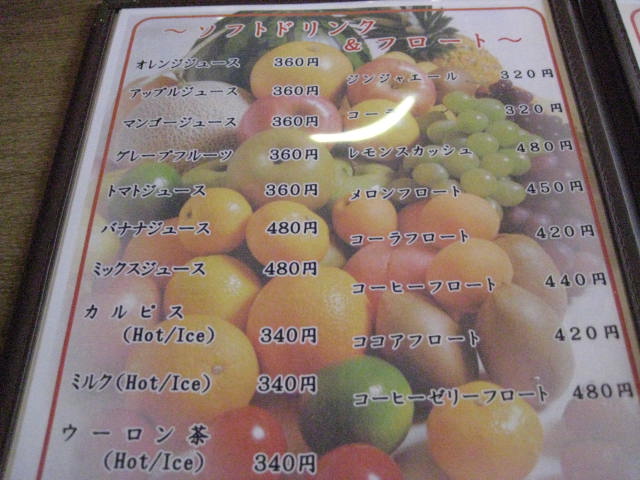 ～ソフトドリンク
＆フロート～
オレンジジュース 360円
アップルジュース 360円
マンゴージュース 360円
グレープフルーツ 360円
トマトジュース 360円
バナナジュース 480円
ミックスジュース 480円
カルピス
(Hot/Ice) 340円
ミルク(Hot/Ice) 340円
ウーロン茶
(Hot/Ice) 340円
ジンジャエール 320円
コーラ 320円
レモンスカッシュ 480円
メロンフロート 450円
コーラフロート 420円
コーヒーフロート 440円
ココアフロート 420円
コーヒーゼリーフロート 480円